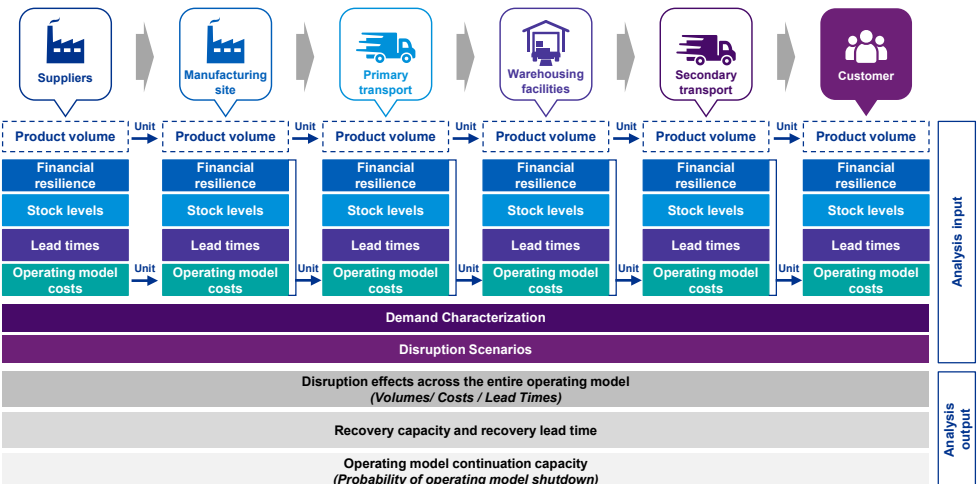 Suppliers
Manufacturing
site
Primary
transport
Warehousing
facilities
Secondary
transport
Customer
Product volume
Unit
Product volume
Unit
Product volume
Unit
Product volume
Unit
Product volume
Unit
Product volume
Financial
resilience
Financial
resilience
Financial
resilience
Financial
resilience
Financial
resilience
Financial
resilience
Stock levels
Stock levels
Stock levels
Stock levels
Stock levels
Stock levels
Lead times
Lead times
Lead times
Lead times
Lead times
Lead times
Operating model
costs
Unit
Operating model
costs
Unit
Operating model
costs
Unit
Operating model
costs
Unit
Operating model
costs
Unit
Operating model
costs
Demand Characterization
Disruption Scenarios
Analysis input
Disruption effects across the entire operating model
(Volumes/ Costs / Lead Times)
Recovery capacity and recovery lead time
Operating model continuation capacity
(Probability of operating model shutdown)
Analysis
output